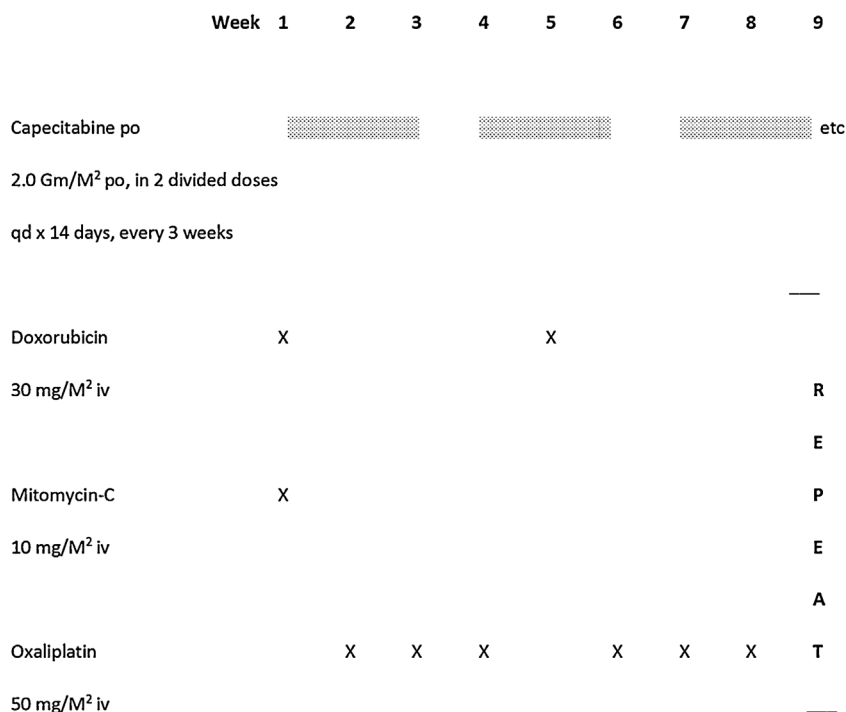 Week 1 2 3 4 5 6 7 8 9
Capecitabine po etc
2.0 Gm/M² po, in 2 divided doses
qd x 14 days, every 3 weeks
Doxorubicin X X
30 mg/M² iv R
E
Mitomycin-C X P
10 mg/M² iv E
A
Oxaliplatin X X X X X X T
50 mg/M² iv